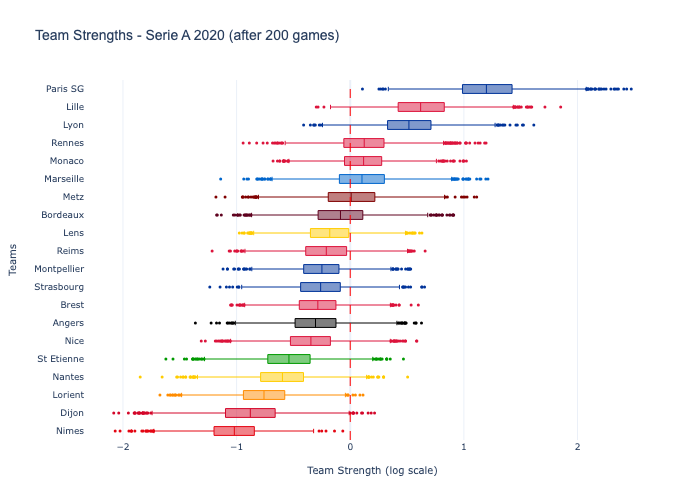 Team Strengths - Serie A 2020 (after 200 games)
Teams
Paris SG
Lille
Lyon
Rennes
Monaco
Marseille
Metz
Bordeaux
Lens
Reims
Montpellier
Strasbourg
Brest
Angers
Nice
St Etienne
Nantes
Lorient
Dijon
Nimes
−2 −1 0 1 2
Team Strength (log scale)